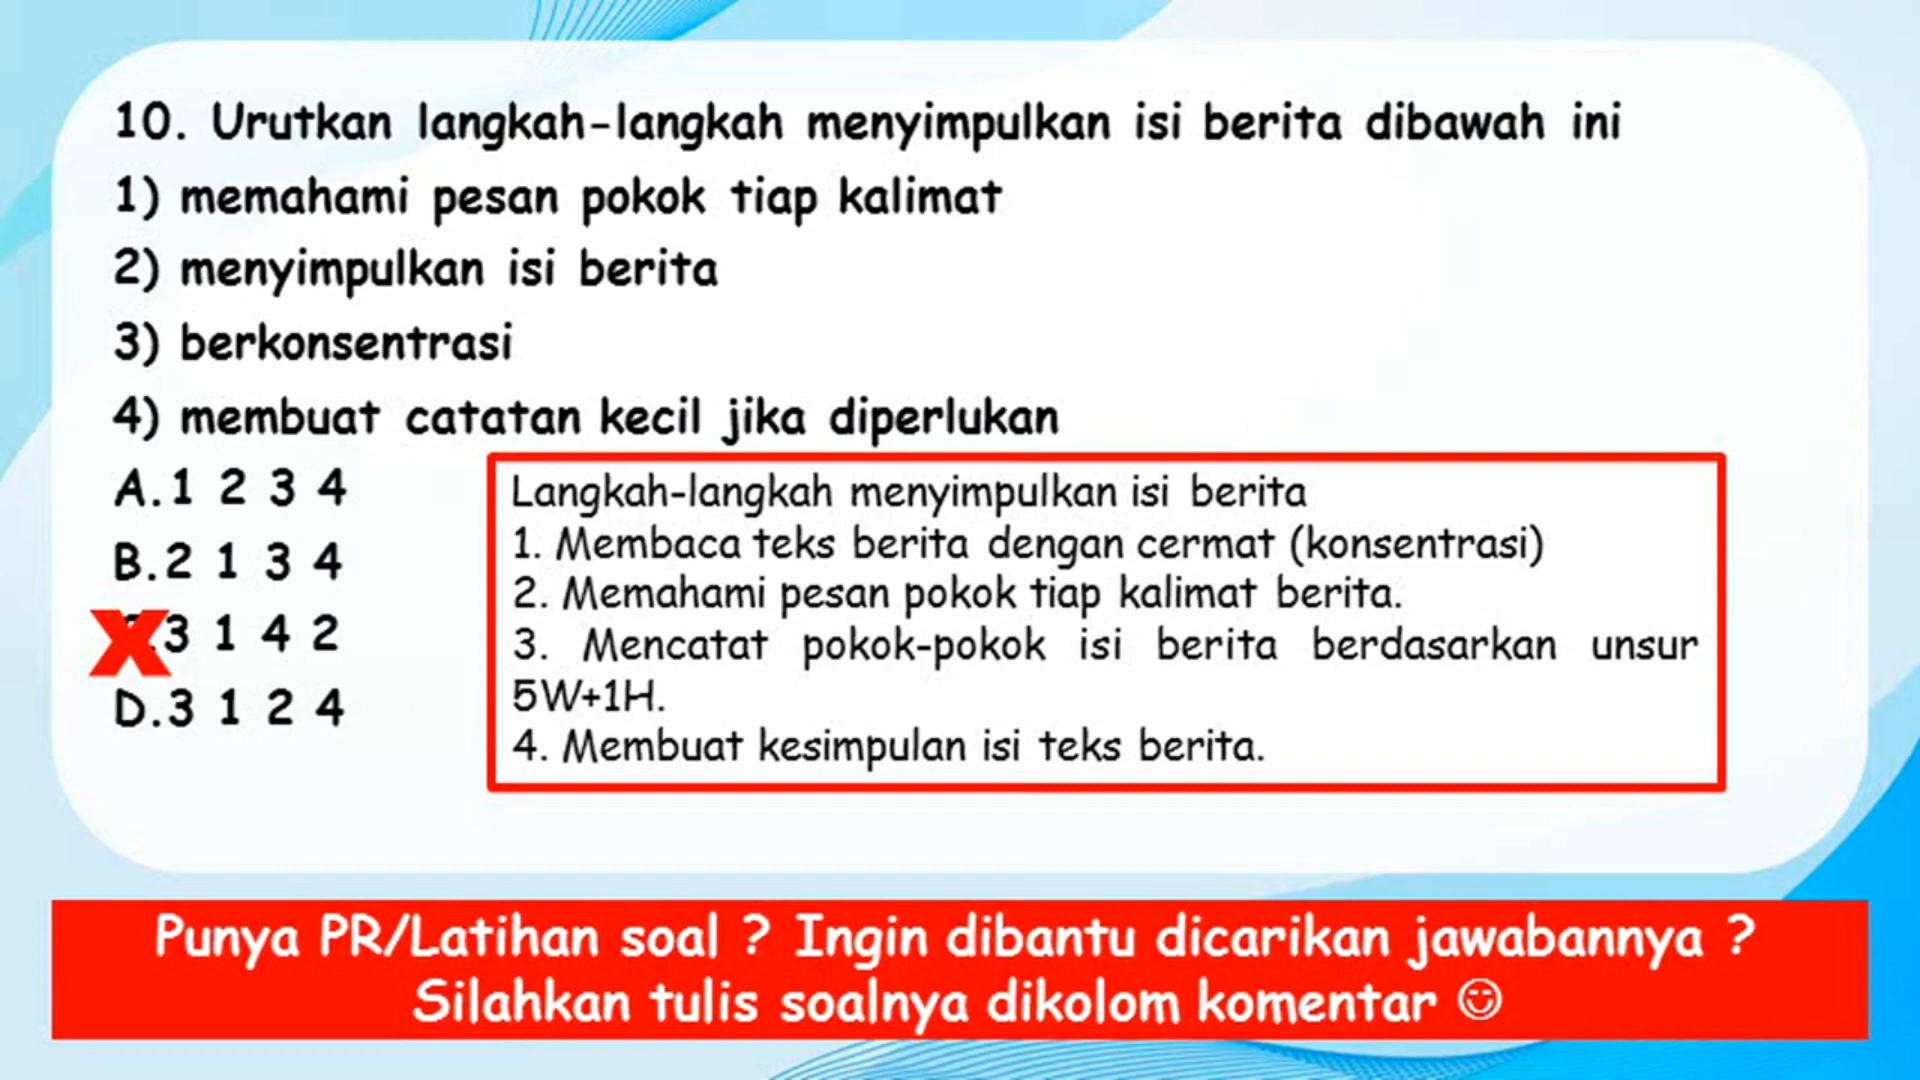 10. Urutkan langkah-langkah menyimpulkan isi berita dibawah ini
1) memahami pesan pokok tiap kalimat
2) menyimpulkan isi berita
3) berkonsentrasi
4) membuat catatan kecil jika diperlukan
A.1 2 3 4
B.2 1 3 4
X 3 1 4 2
D.3 1 2 4
Langkah-langkah menyimpulkan isi berita
1. Membaca teks berita dengan cermat (konsentrasi)
2. Memahami pesan pokok tiap kalimat berita.
3. Mencatat pokok-pokok isi berita berdasarkan unsur
5W+1H.
4. Membuat kesimpulan isi teks berita.
Punya PR/Latihan soal ? Ingin dibantu dicarikan jawabannya ?
Silahkan tulis soalnya dikolom komentar ☺